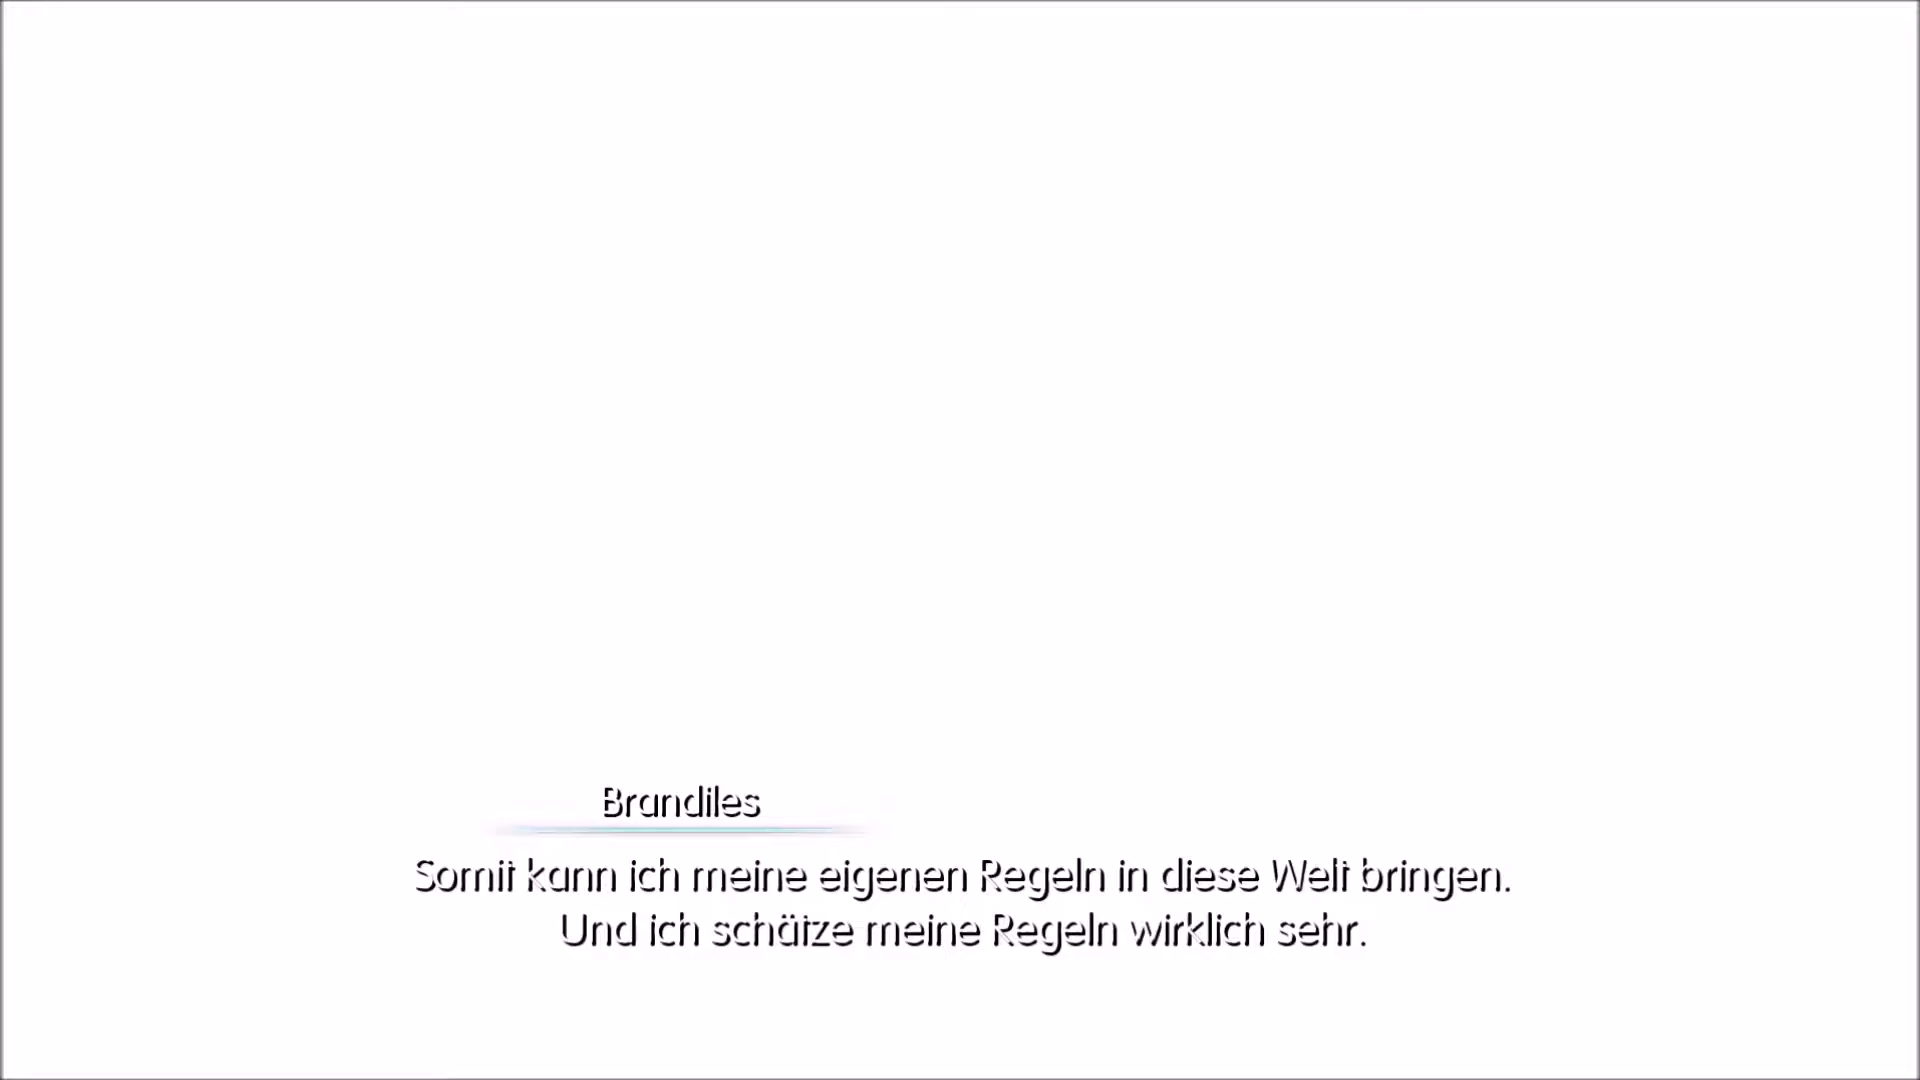 Brandiles
Somit kann ich meine eigenen Regeln in diese Welt bringen.
Und ich schätze meine Regeln wirklich sehr.